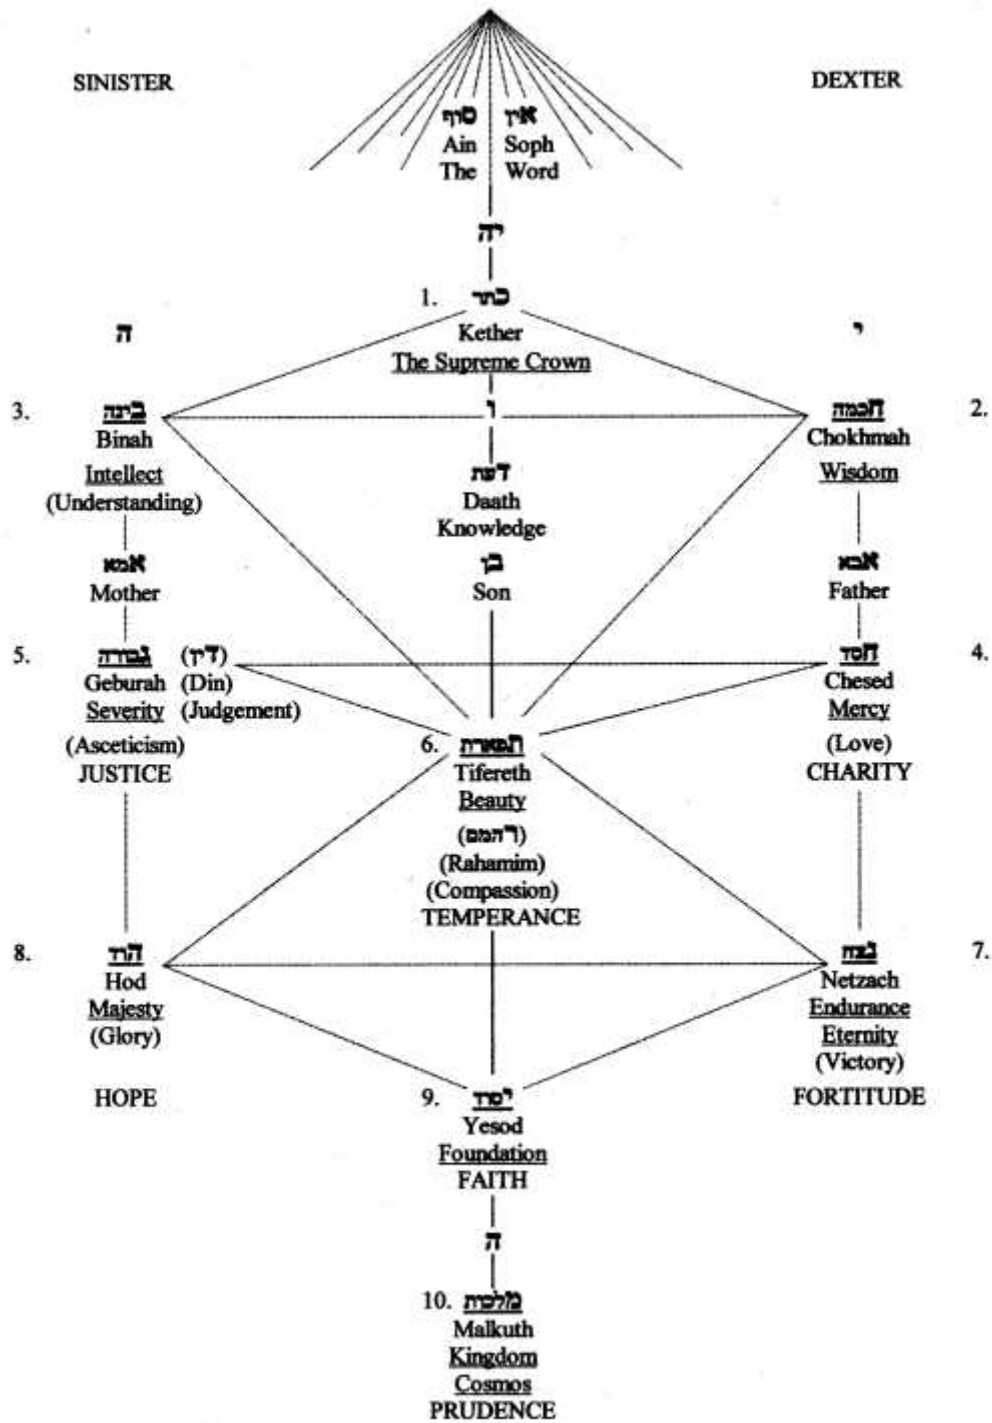 SINISTER
DEXTER
סוף אין
Ain Soph
The Word
יה
1. כתר
Kether
The Supreme Crown
ה
י
3. בינה
Binah
Intellect
(Understanding)
ו
2. חכמה
Chokhmah
Wisdom
דעת
Daath
Knowledge
אמא
Mother
בן
Son
אבא
Father
5. גבורה (דין)
Geburah (Din)
Severity (Judgement)
(Asceticism)
JUSTICE
4. חסד
Chesed
Mercy
(Love)
CHARITY
6. תפארת
Tifereth
Beauty
(רהמם)
(Rahamim)
(Compassion)
TEMPERANCE
8. הוד
Hod
Majesty
(Glory)
HOPE
7. נצח
Netzach
Endurance
Eternity
(Victory)
FORTITUDE
9. יסוד
Yesod
Foundation
FAITH
ה
10. מלכות
Malkuth
Kingdom
Cosmos
PRUDENCE